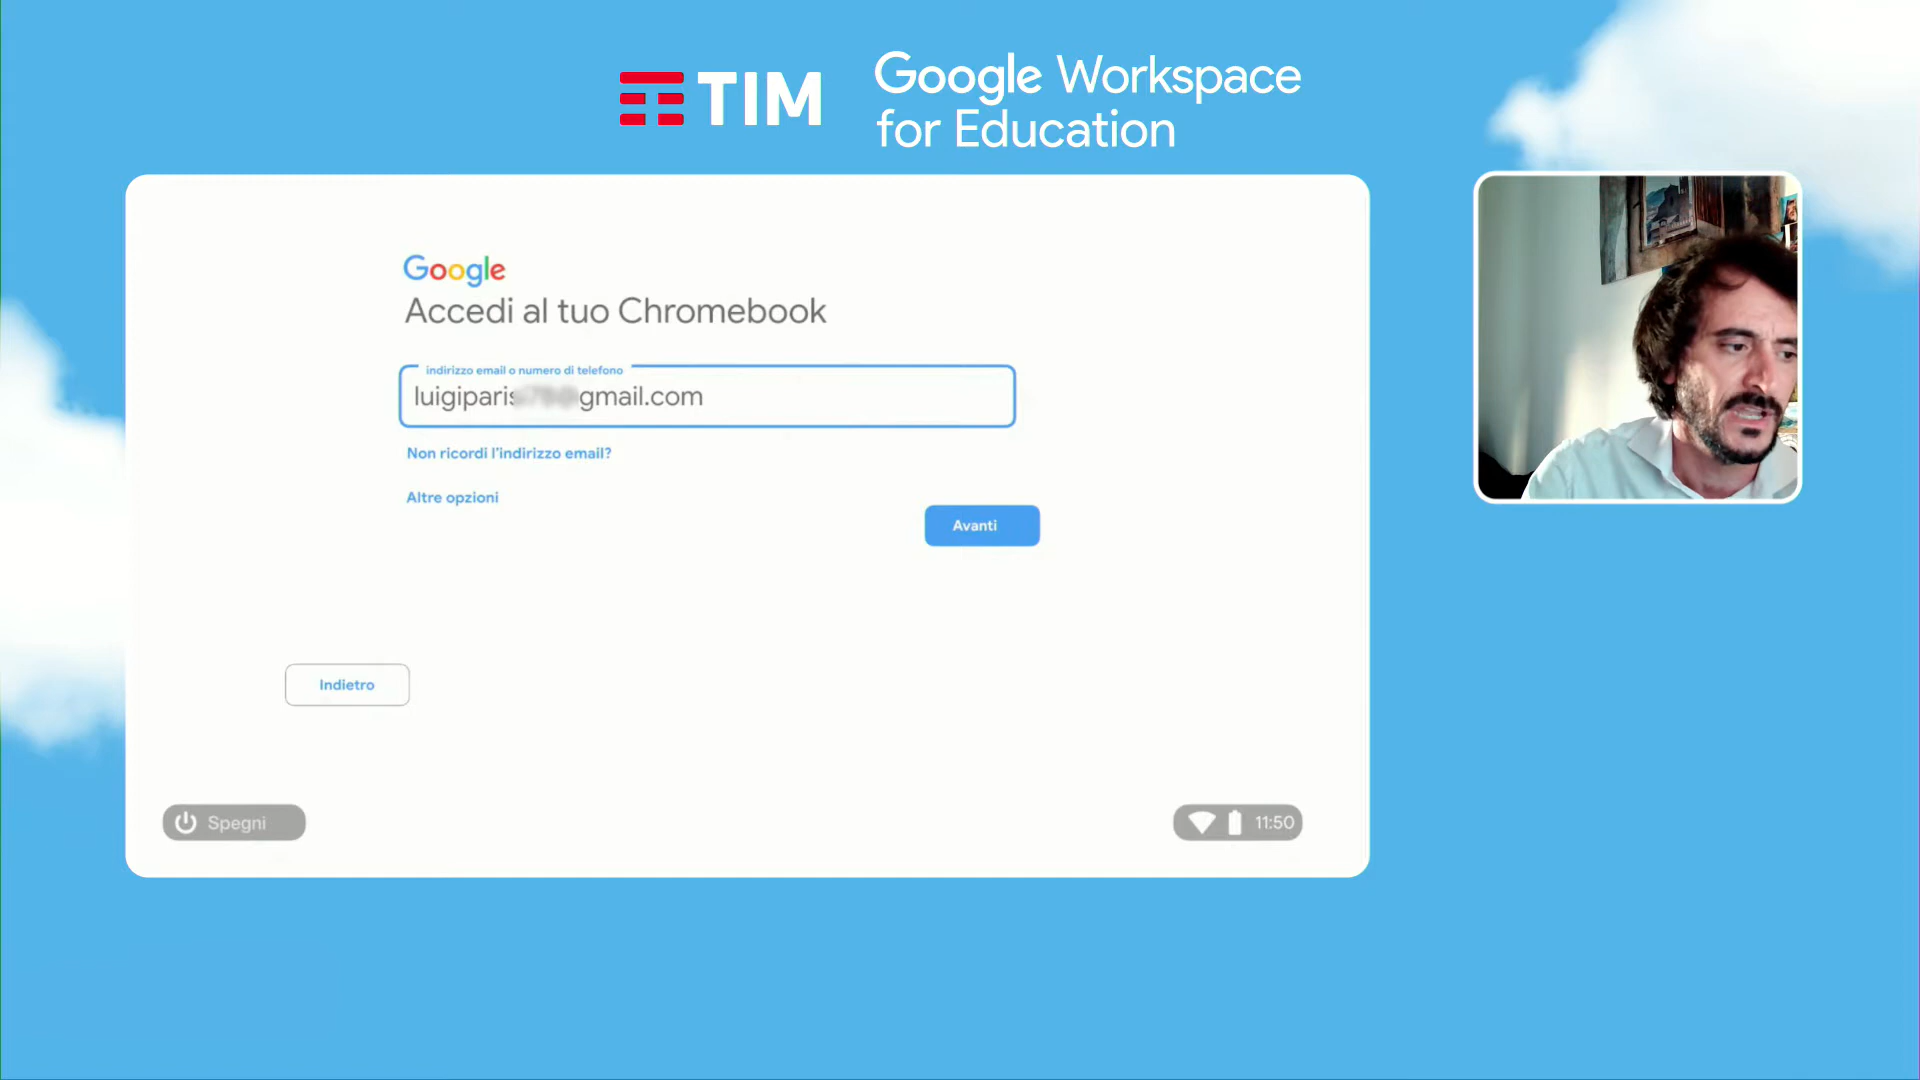 TIM
Google Workspace
for Education
Google
Accedi al tuo Chromebook
indirizzo email o numero di telefono
luigiparis gmail.com
Non ricordi l'indirizzo email?
Altre opzioni
Avanti
Indietro
Spegni
11:50